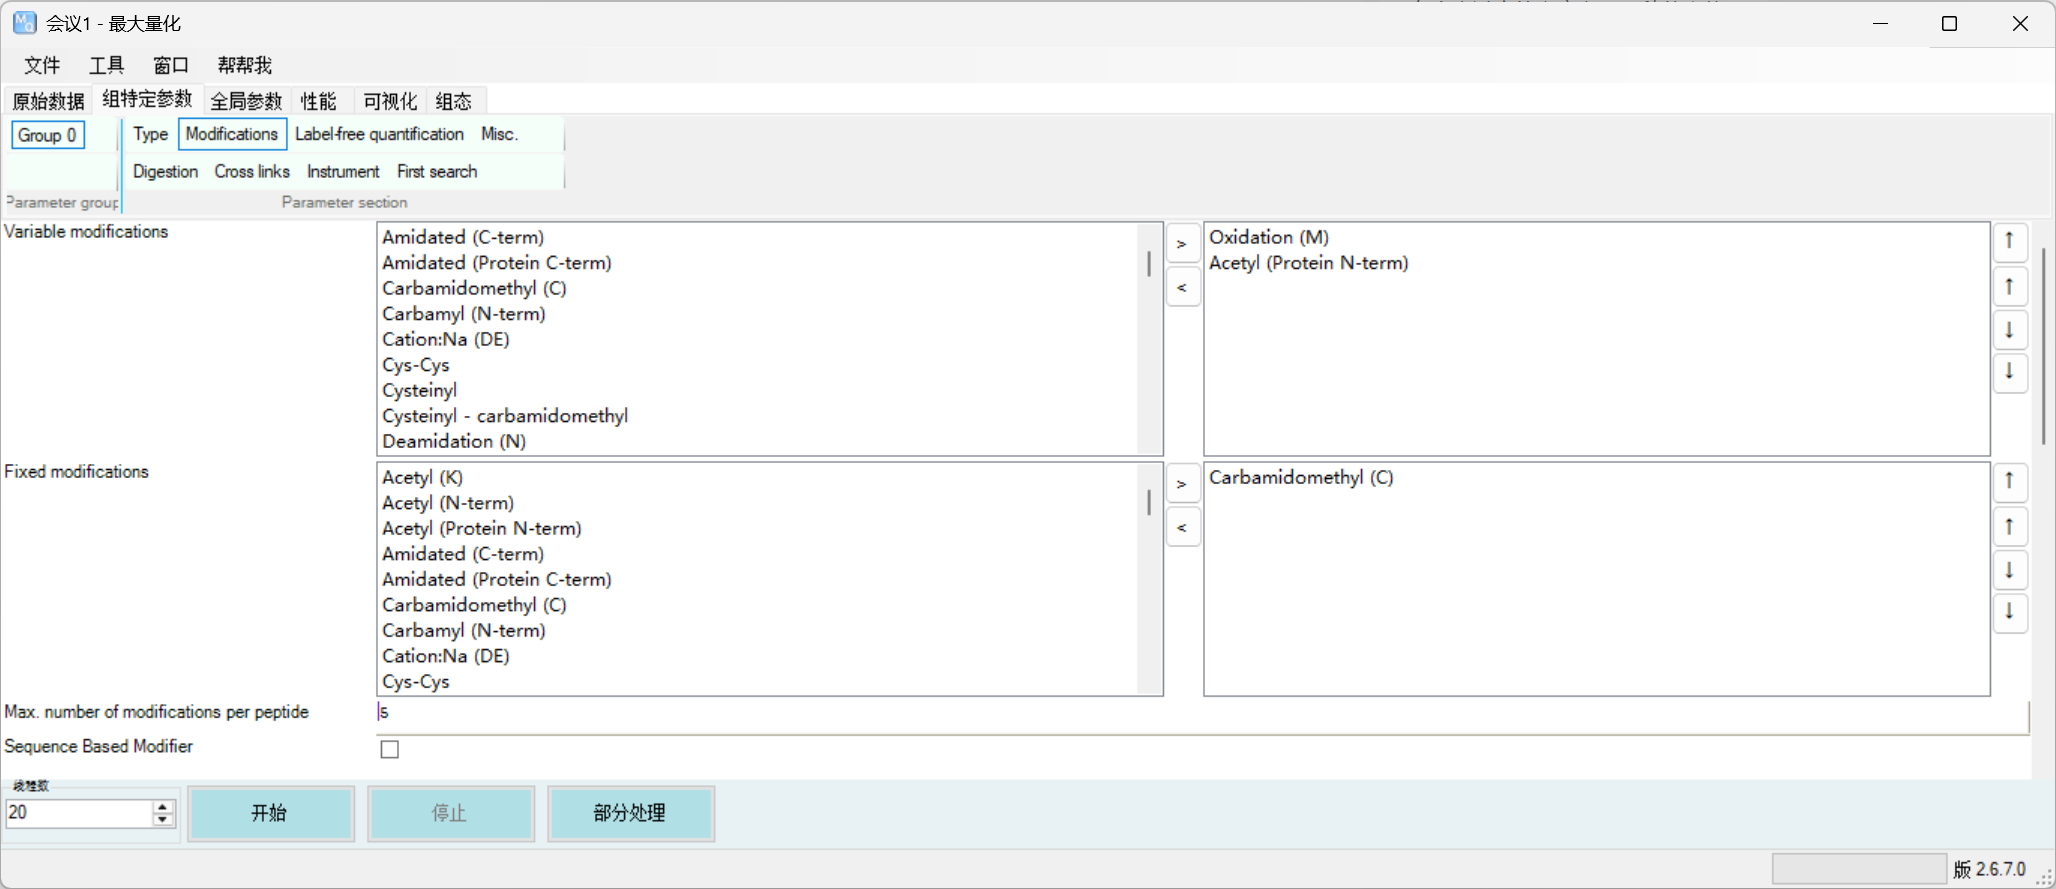 会议1 - 最大量化
文件 工具 窗口 帮帮我
原始数据 组特定参数 全局参数 性能 可视化 组态
Group 0 Type Modifications Label-free quantification Misc.
Digestion Cross links Instrument First search
Parameter group Parameter section
Variable modifications
Amidated (C-term)
Amidated (Protein C-term)
Carbamidomethyl (C)
Carbamyl (N-term)
Cation:Na (DE)
Cys-Cys
Cysteinyl
Cysteinyl - carbamidomethyl
Deamidation (N)
>
<
Oxidation (M)
Acetyl (Protein N-term)
↑
↑
↓
↓
Fixed modifications
Acetyl (K)
Acetyl (N-term)
Acetyl (Protein N-term)
Amidated (C-term)
Amidated (Protein C-term)
Carbamidomethyl (C)
Carbamyl (N-term)
Cation:Na (DE)
Cys-Cys
>
<
Carbamidomethyl (C)
↑
↑
↓
↓
Max. number of modifications per peptide 5
Sequence Based Modifier
线程数
20 开始 停止 部分处理
版 2.6.7.0